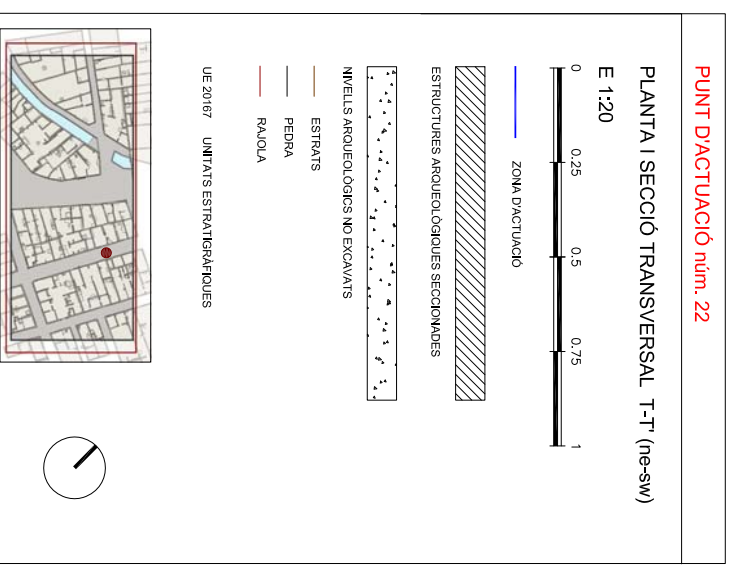 PUNT D'ACTUACIÓ núm. 22
PLANTA I SECCIÓ TRANSVERSAL T-T' (ne-sw)
E 1:20
0 0.25 0.5 0.75 1
ZONA D'ACTUACIÓ
ESTRUCTURES ARQUEOLÒGIQUES SECCIONADES
NIVELLS ARQUEOLÒGICS NO EXCAVATS
ESTRATS
PEDRA
RAJOLA
UE 20167 UNITATS ESTRATIGRÀFIQUES